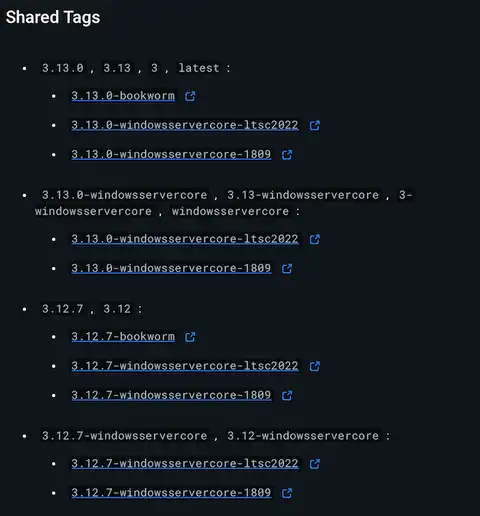 Shared Tags
• 3.13.0 , 3.13 , 3 , latest :
• 3.13.0-bookworm
• 3.13.0-windowsservercore-ltsc2022
• 3.13.0-windowsservercore-1809
• 3.13.0-windowsservercore , 3.13-windowsservercore , 3-
windowsservercore , windowsservercore :
• 3.13.0-windowsservercore-ltsc2022
• 3.13.0-windowsservercore-1809
• 3.12.7 , 3.12 :
• 3.12.7-bookworm
• 3.12.7-windowsservercore-ltsc2022
• 3.12.7-windowsservercore-1809
• 3.12.7-windowsservercore , 3.12-windowsservercore :
• 3.12.7-windowsservercore-ltsc2022
• 3.12.7-windowsservercore-1809